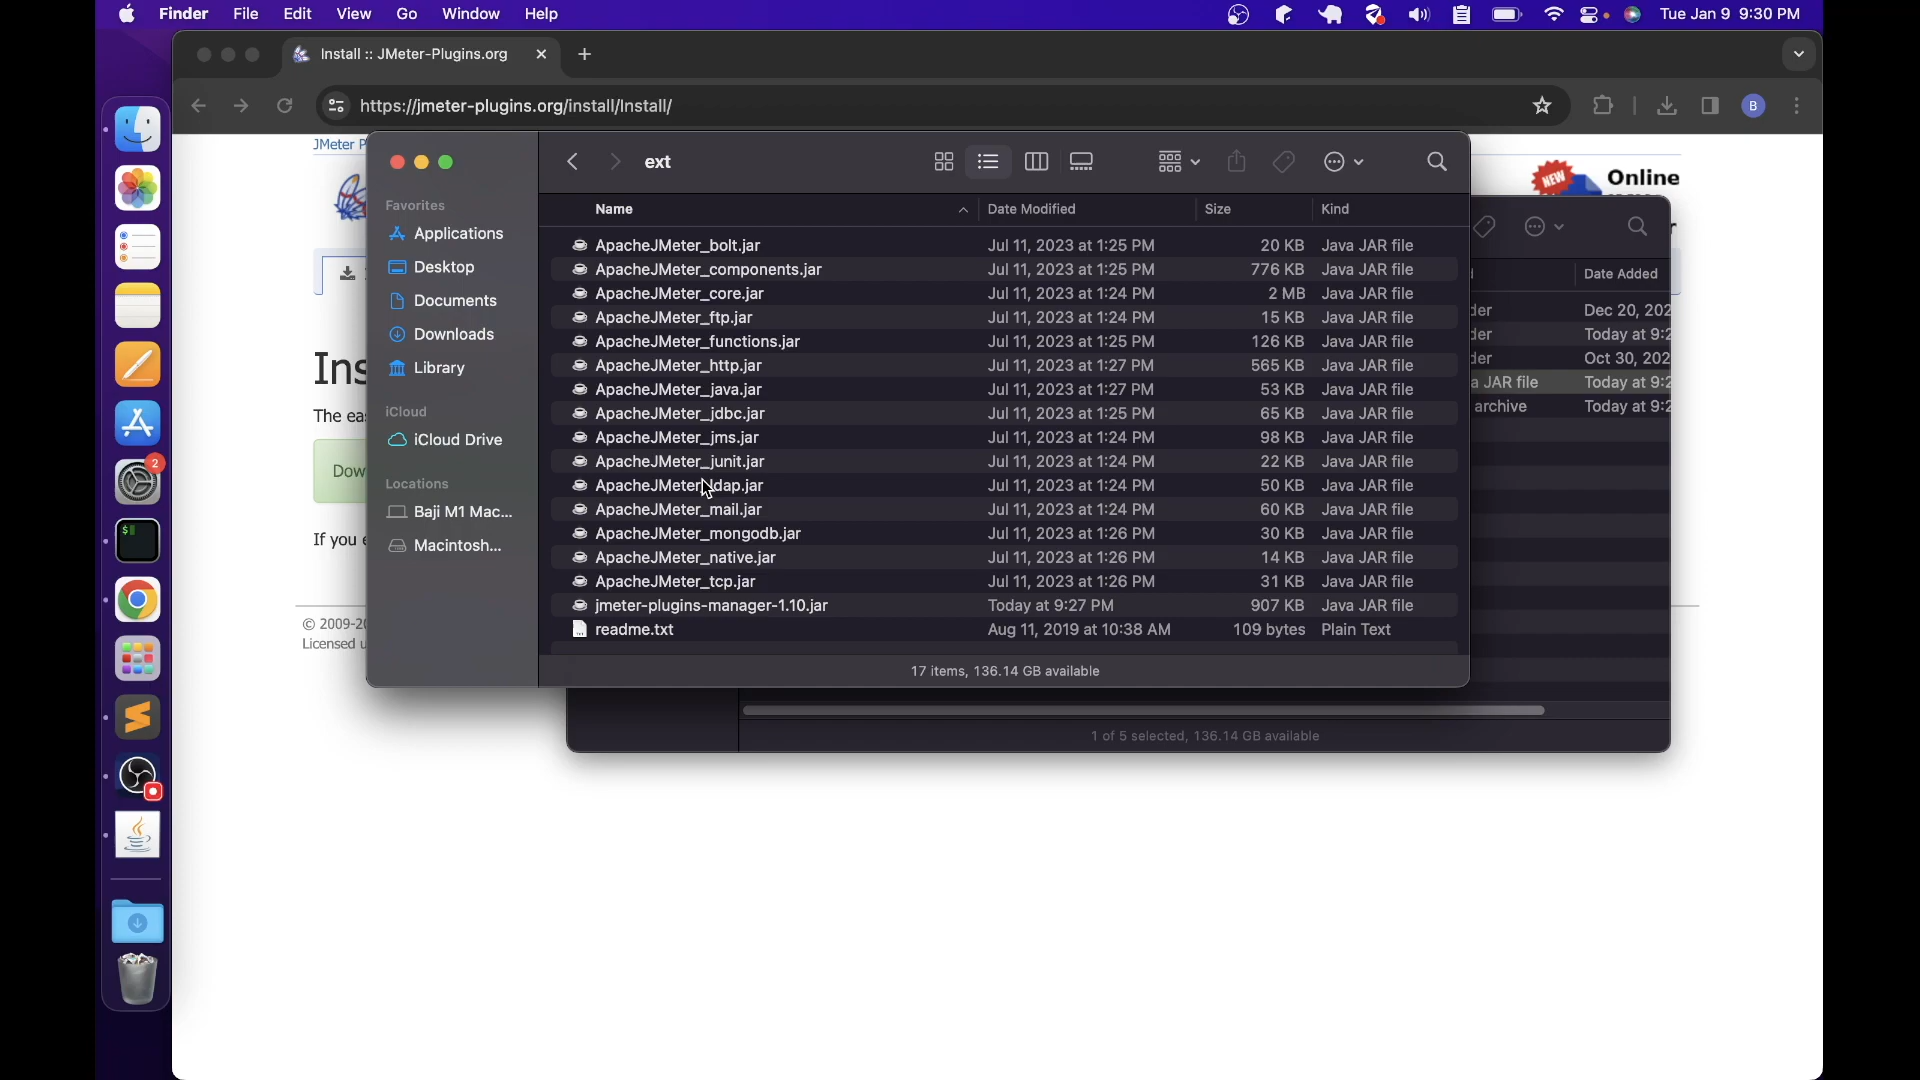 Finder File Edit View Go Window Help Tue Jan 9 9:30 PM
Install :: JMeter-Plugins.org
https://jmeter-plugins.org/install/Install/
B
JMeter P
NEW Online
ext
Favorites
Applications
Desktop
Documents
Downloads
Library
iCloud
iCloud Drive
Locations
Baji M1 Mac...
Macintosh...
Name Date Modified Size Kind
ApacheJMeter_bolt.jar Jul 11, 2023 at 1:25 PM 20 KB Java JAR file
ApacheJMeter_components.jar Jul 11, 2023 at 1:25 PM 776 KB Java JAR file
ApacheJMeter_core.jar Jul 11, 2023 at 1:24 PM 2 MB Java JAR file
ApacheJMeter_ftp.jar Jul 11, 2023 at 1:24 PM 15 KB Java JAR file
ApacheJMeter_functions.jar Jul 11, 2023 at 1:25 PM 126 KB Java JAR file
ApacheJMeter_http.jar Jul 11, 2023 at 1:27 PM 565 KB Java JAR file
ApacheJMeter_java.jar Jul 11, 2023 at 1:27 PM 53 KB Java JAR file
ApacheJMeter_jdbc.jar Jul 11, 2023 at 1:25 PM 65 KB Java JAR file
ApacheJMeter_jms.jar Jul 11, 2023 at 1:24 PM 98 KB Java JAR file
ApacheJMeter_junit.jar Jul 11, 2023 at 1:24 PM 22 KB Java JAR file
ApacheJMeter_ldap.jar Jul 11, 2023 at 1:24 PM 50 KB Java JAR file
ApacheJMeter_mail.jar Jul 11, 2023 at 1:24 PM 60 KB Java JAR file
ApacheJMeter_mongodb.jar Jul 11, 2023 at 1:26 PM 30 KB Java JAR file
ApacheJMeter_native.jar Jul 11, 2023 at 1:26 PM 14 KB Java JAR file
ApacheJMeter_tcp.jar Jul 11, 2023 at 1:26 PM 31 KB Java JAR file
jmeter-plugins-manager-1.10.jar Today at 9:27 PM 907 KB Java JAR file
readme.txt Aug 11, 2019 at 10:38 AM 109 bytes Plain Text
17 items, 136.14 GB available
Date Added
der Dec 20, 202
der Today at 9:2
der Oct 30, 202
a JAR file Today at 9:2
archive Today at 9:2
1 of 5 selected, 136.14 GB available
Ins
The ea
Dow
If you
© 2009-2
Licensed u
2